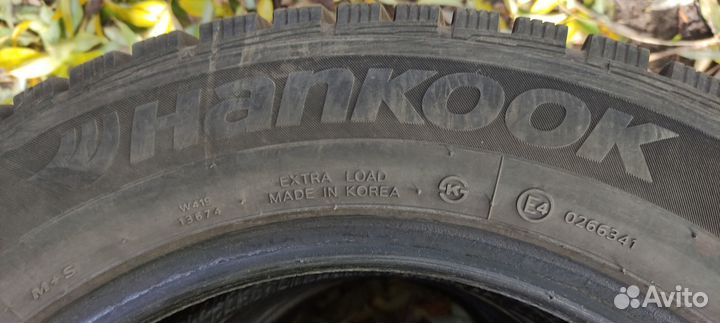 HANKOOK
W419
13674
EXTRA LOAD
MADE IN KOREA
K
E4
0266341
M+S
Avito